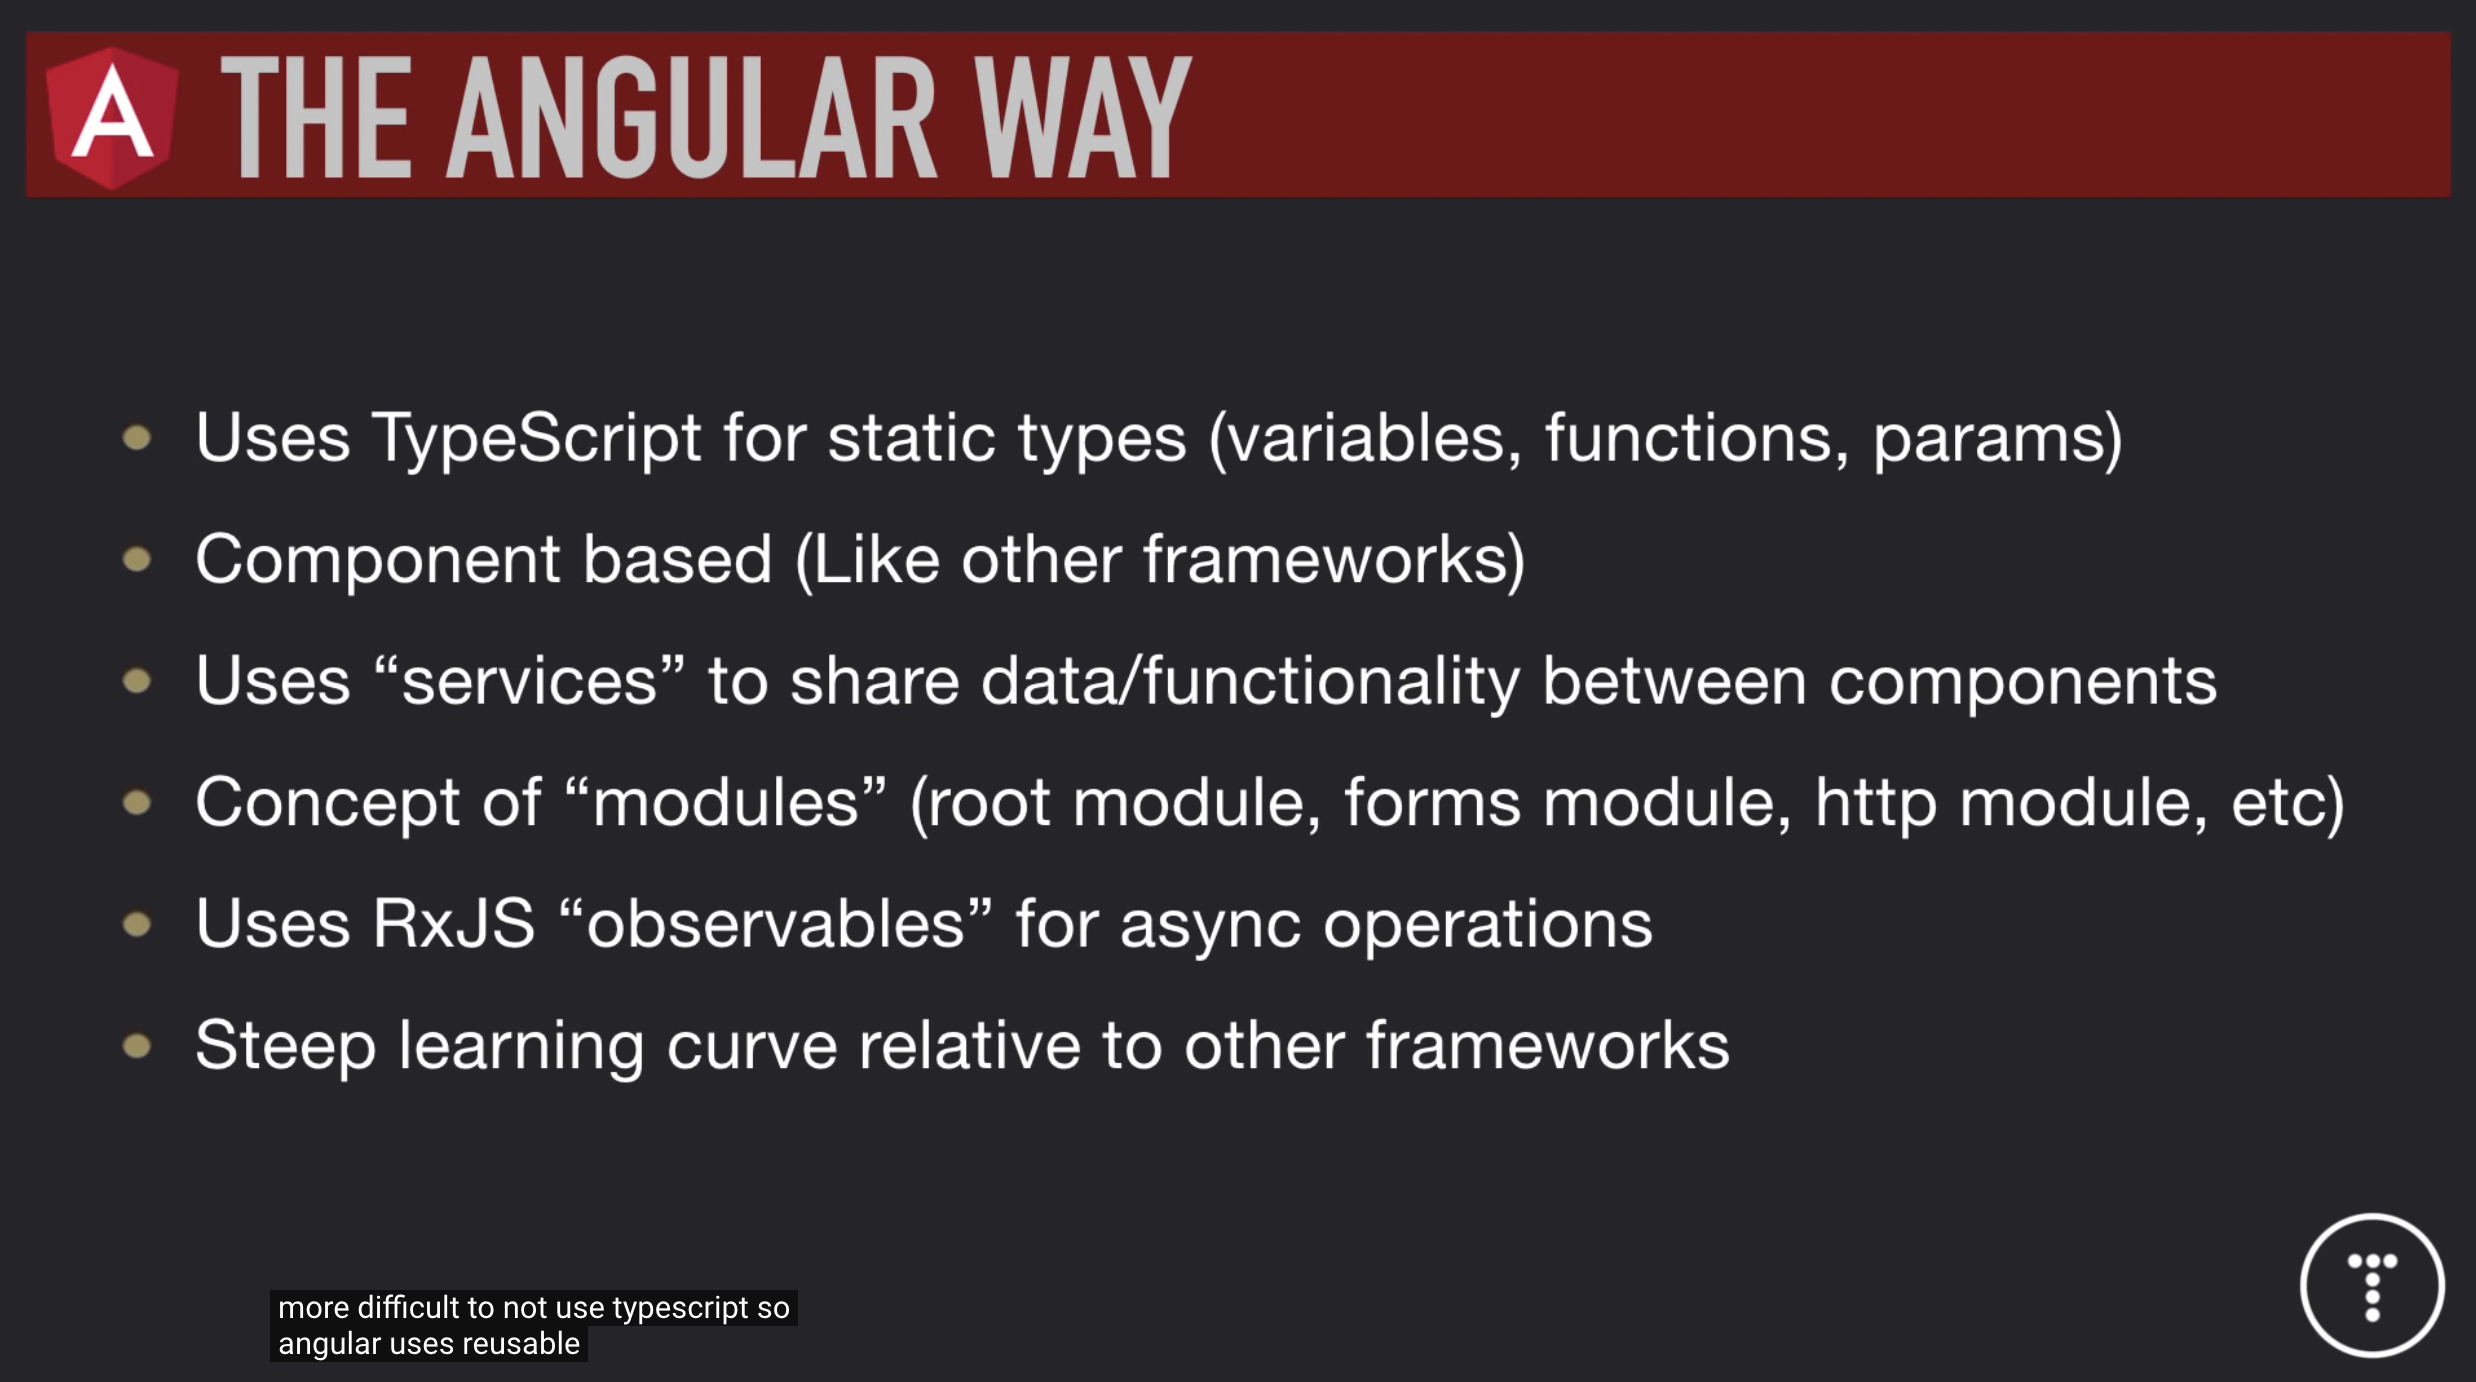 A THE ANGULAR WAY
Uses TypeScript for static types (variables, functions, params)
Component based (Like other frameworks)
Uses “services” to share data/functionality between components
Concept of “modules” (root module, forms module, http module, etc)
Uses RxJS “observables” for async operations
Steep learning curve relative to other frameworks
T
more difficult to not use typescript so
angular uses reusable